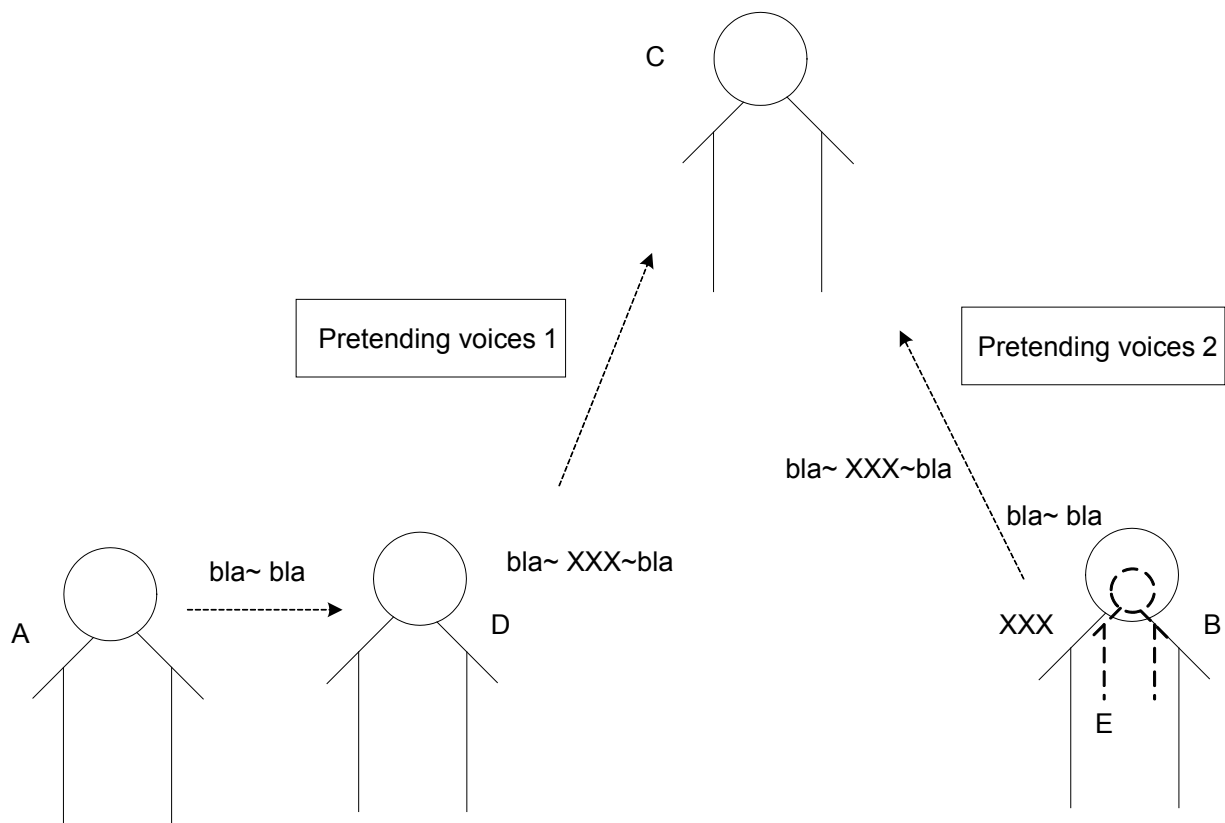 C
Pretending voices 1
Pretending voices 2
bla~ XXX~bla
bla~ bla
bla~ XXX~bla
bla~ bla
A
D
XXX
B
E